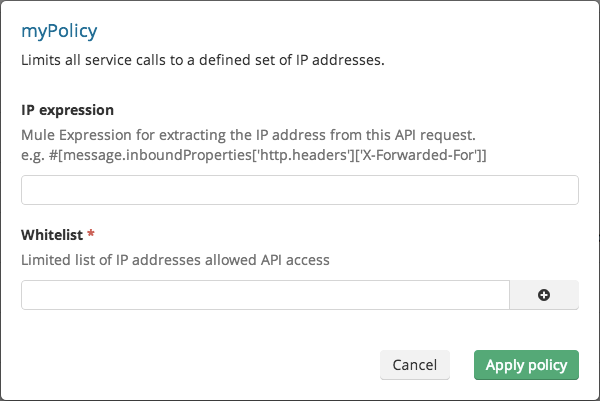 myPolicy
Limits all service calls to a defined set of IP addresses.
IP expression
Mule Expression for extracting the IP address from this API request.
e.g. #[message.inboundProperties['http.headers']['X-Forwarded-For']]
Whitelist *
Limited list of IP addresses allowed API access
Cancel
Apply policy